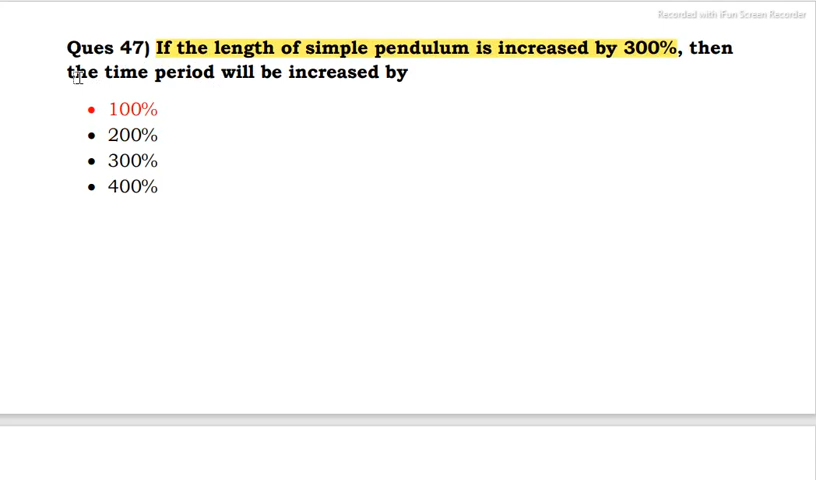 Recorded with iFun Screen Recorder
Ques 47) If the length of simple pendulum is increased by 300%, then
the time period will be increased by
• 100%
• 200%
• 300%
• 400%